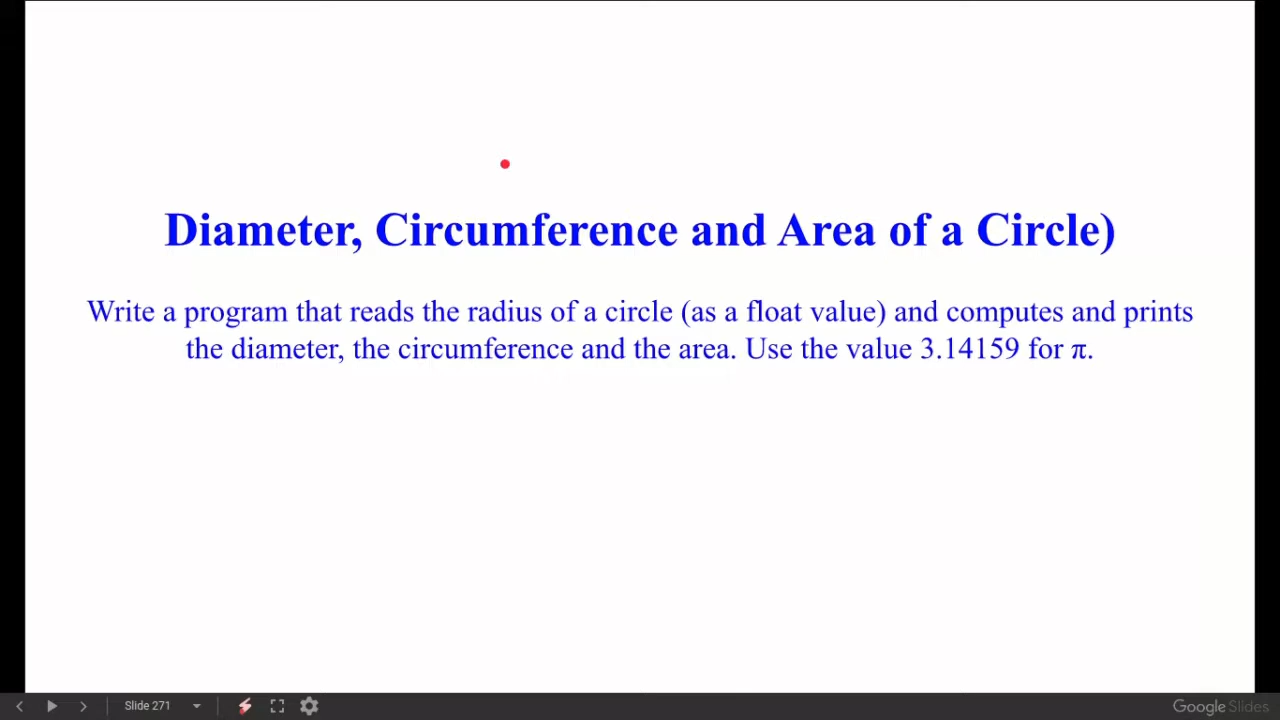 Diameter, Circumference and Area of a Circle)
Write a program that reads the radius of a circle (as a float value) and computes and prints
the diameter, the circumference and the area. Use the value 3.14159 for π.
Slide 271
Google Slides